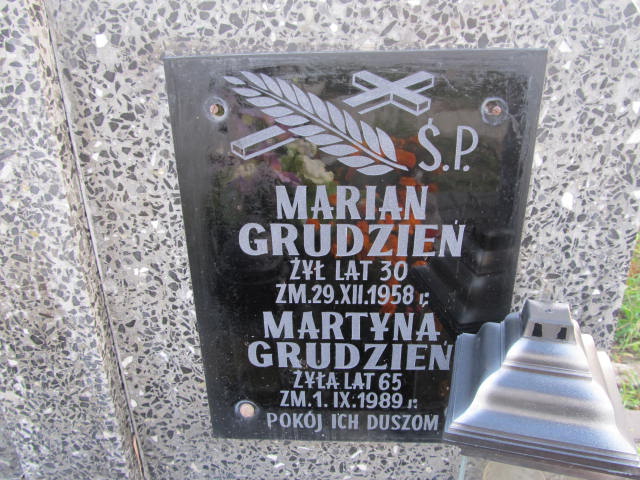 Ś.P.
MARIAN
GRUDZIEŃ
ŻYŁ LAT 30
ZM. 29.XII.1958 r.
MARTYNA
GRUDZIEŃ
ŻYŁA LAT 65
ZM. 1. IX. 1989 r.
POKÓJ ICH DUSZOM